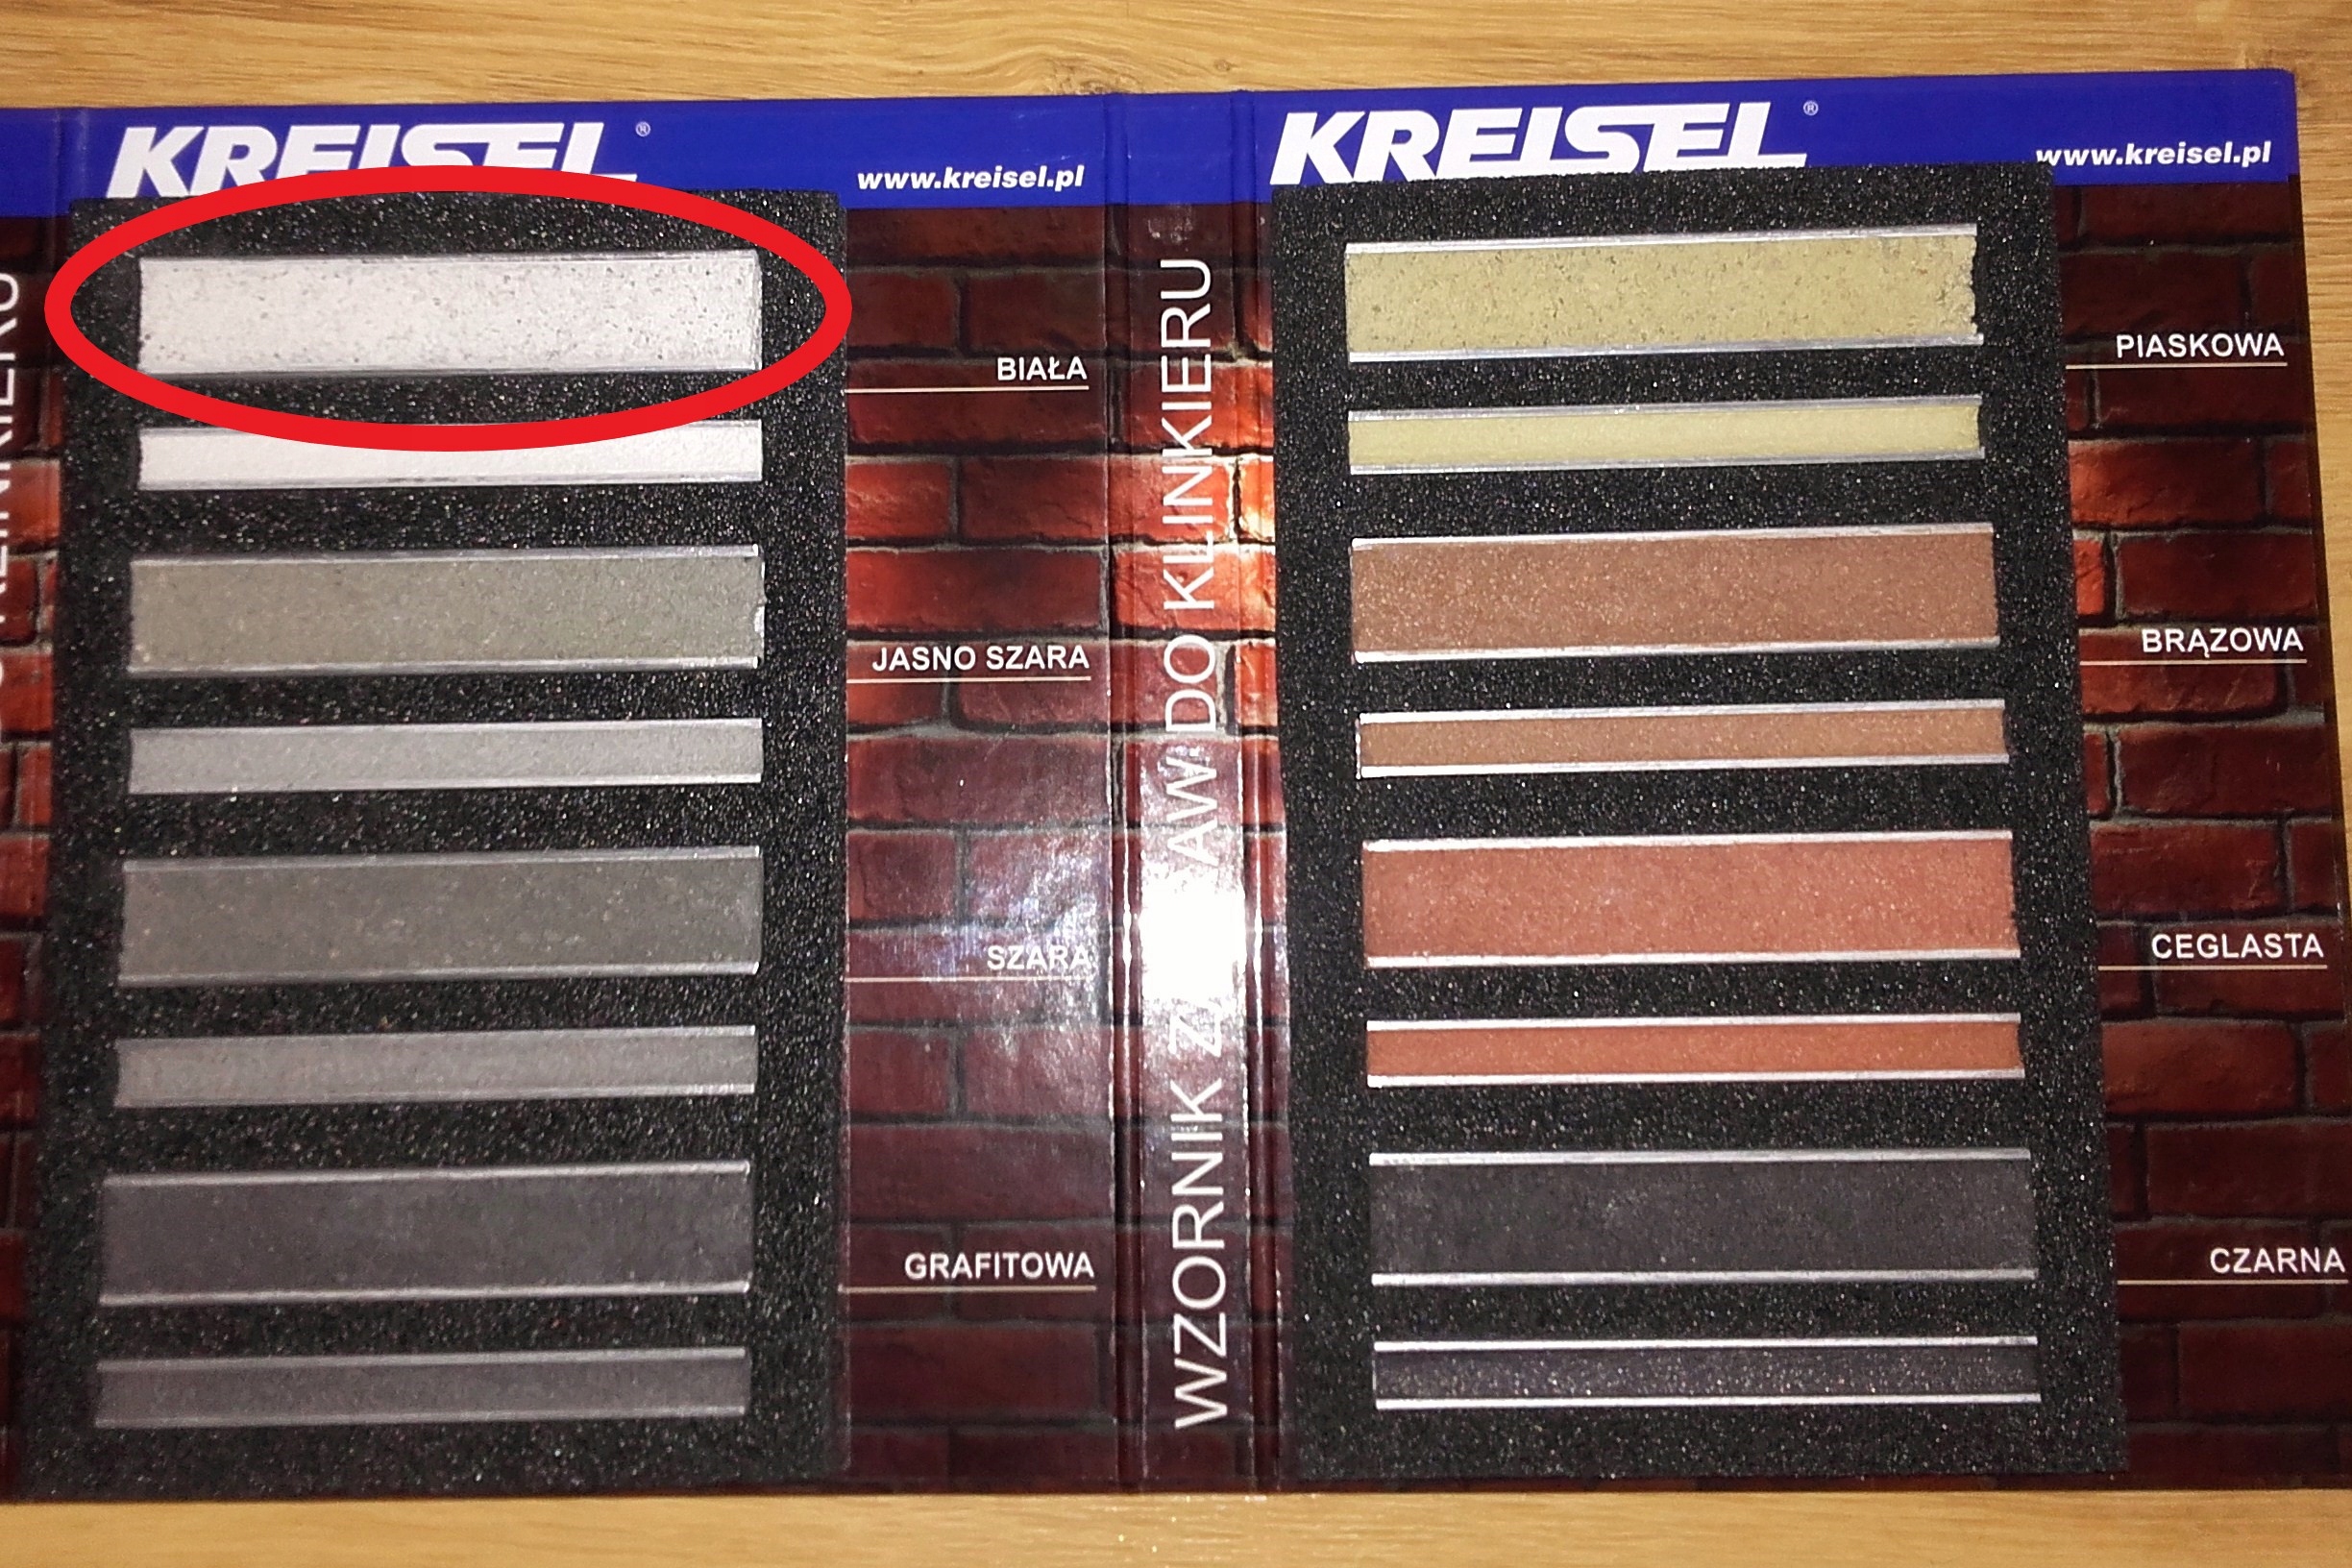 KREISEL®
www.kreisel.pl
BIAŁA
JASNO SZARA
SZARA
GRAFITOWA
WZORNIK AW DO KLINKIERU
KREISEL®
www.kreisel.pl
PIASKOWA
BRĄZOWA
CEGLASTA
CZARNA